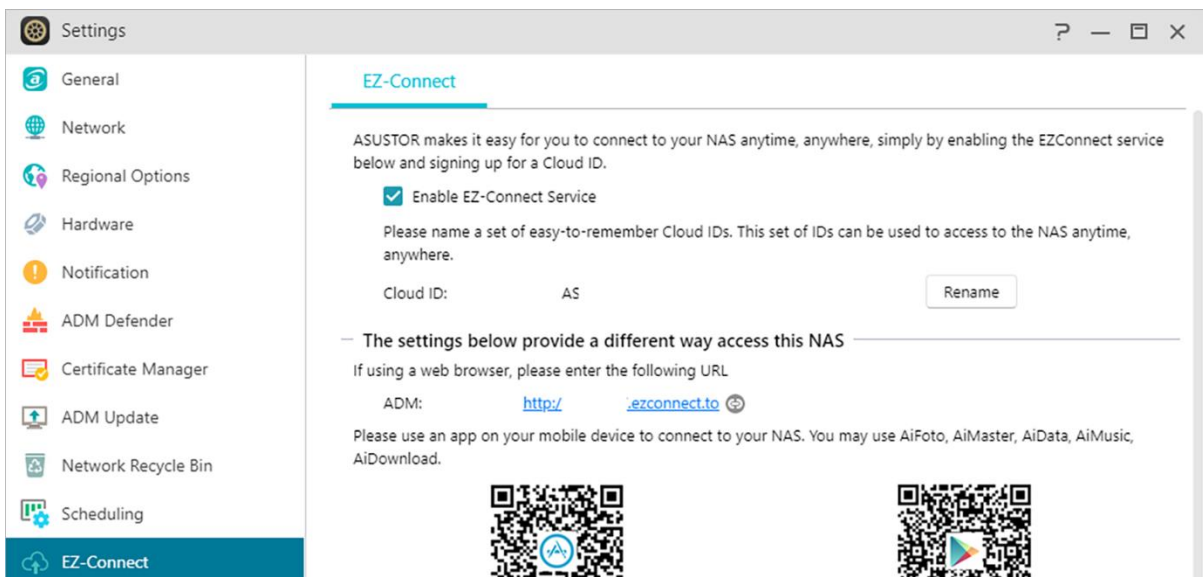 Settings
General
Network
Regional Options
Hardware
Notification
ADM Defender
Certificate Manager
ADM Update
Network Recycle Bin
Scheduling
EZ-Connect
EZ-Connect
ASUSTOR makes it easy for you to connect to your NAS anytime, anywhere, simply by enabling the EZConnect service
below and signing up for a Cloud ID.
Enable EZ-Connect Service
Please name a set of easy-to-remember Cloud IDs. This set of IDs can be used to access to the NAS anytime,
anywhere.
Cloud ID: AS Rename
The settings below provide a different way access this NAS
If using a web browser, please enter the following URL
ADM: http:/ .ezconnect.to
Please use an app on your mobile device to connect to your NAS. You may use AiFoto, AiMaster, AiData, AiMusic,
AiDownload.